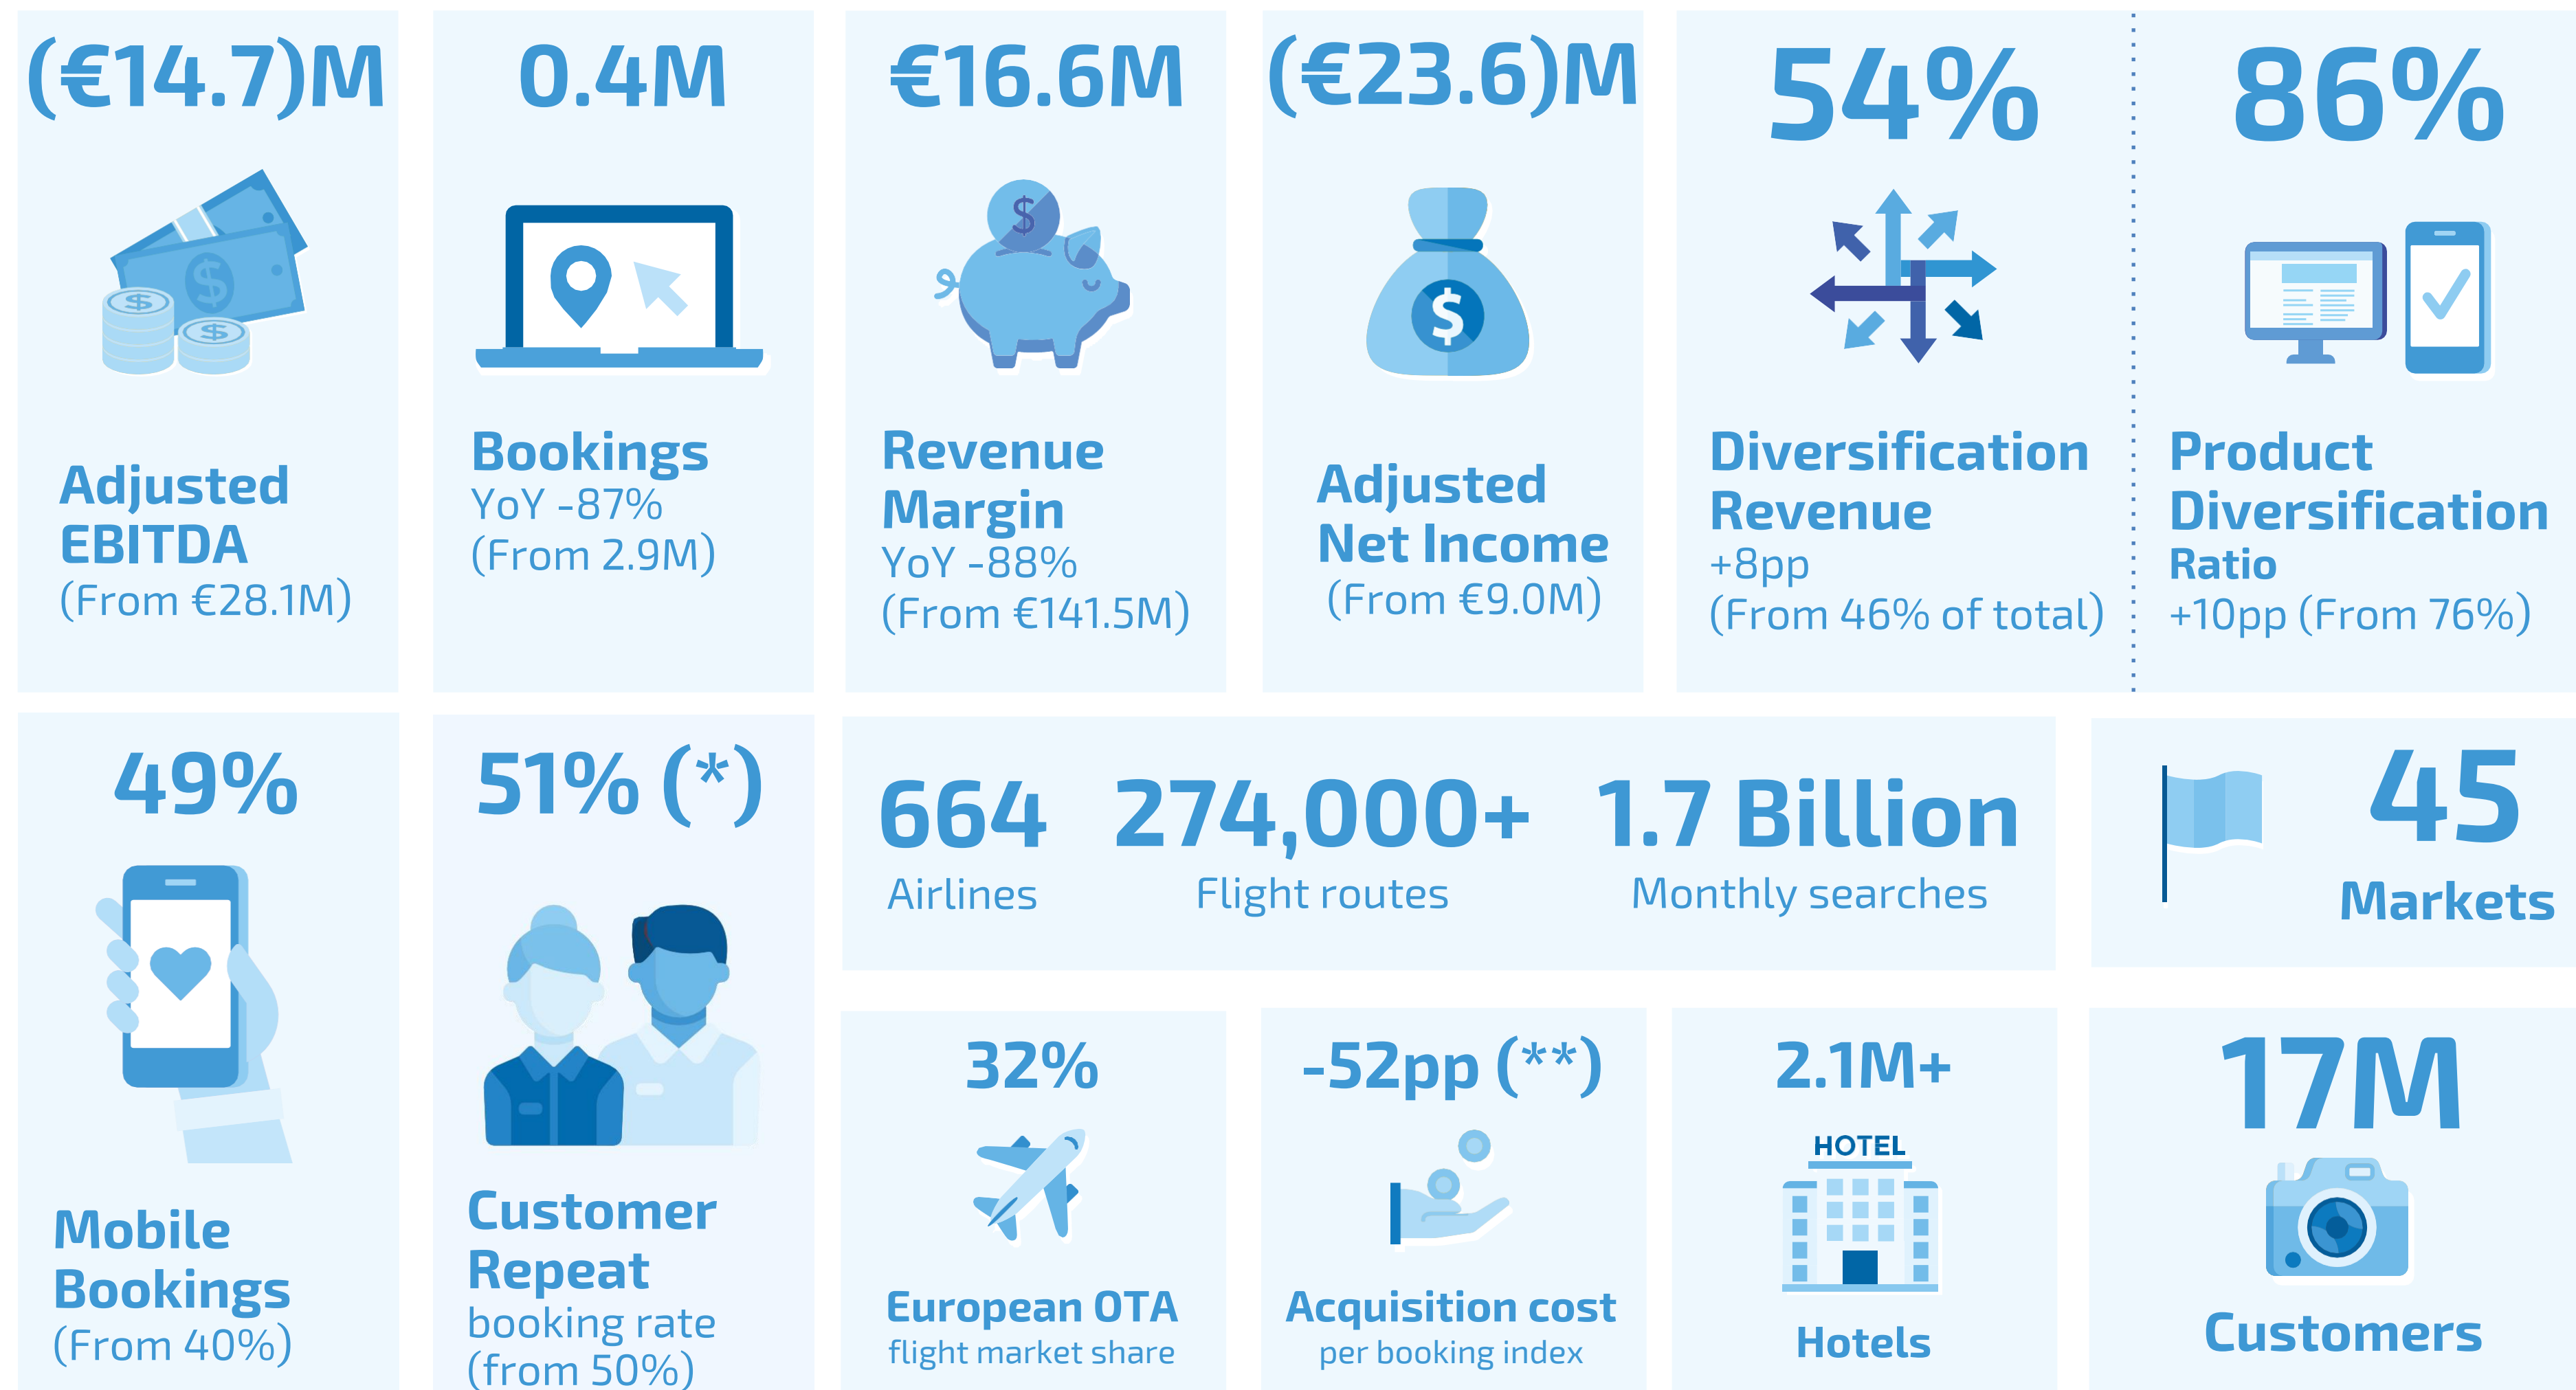 (€14.7)M
Adjusted
EBITDA
(From €28.1M)
0.4M
Bookings
YoY -87%
(From 2.9M)
€16.6M
$
Revenue
Margin
YoY -88%
(From €141.5M)
(€23.6)M
$
Adjusted
Net Income
(From €9.0M)
54%
Diversification
Revenue
+8pp
(From 46% of total)
86%
Product
Diversification
Ratio
+10pp (From 76%)
49%
Mobile
Bookings
(From 40%)
51% (*)
Customer
Repeat
booking rate
(from 50%)
664
Airlines
274,000+
Flight routes
1.7 Billion
Monthly searches
45
Markets
32%
European OTA
flight market share
-52pp (**)
Acquisition cost
per booking index
2.1M+
HOTEL
Hotels
17M
Customers